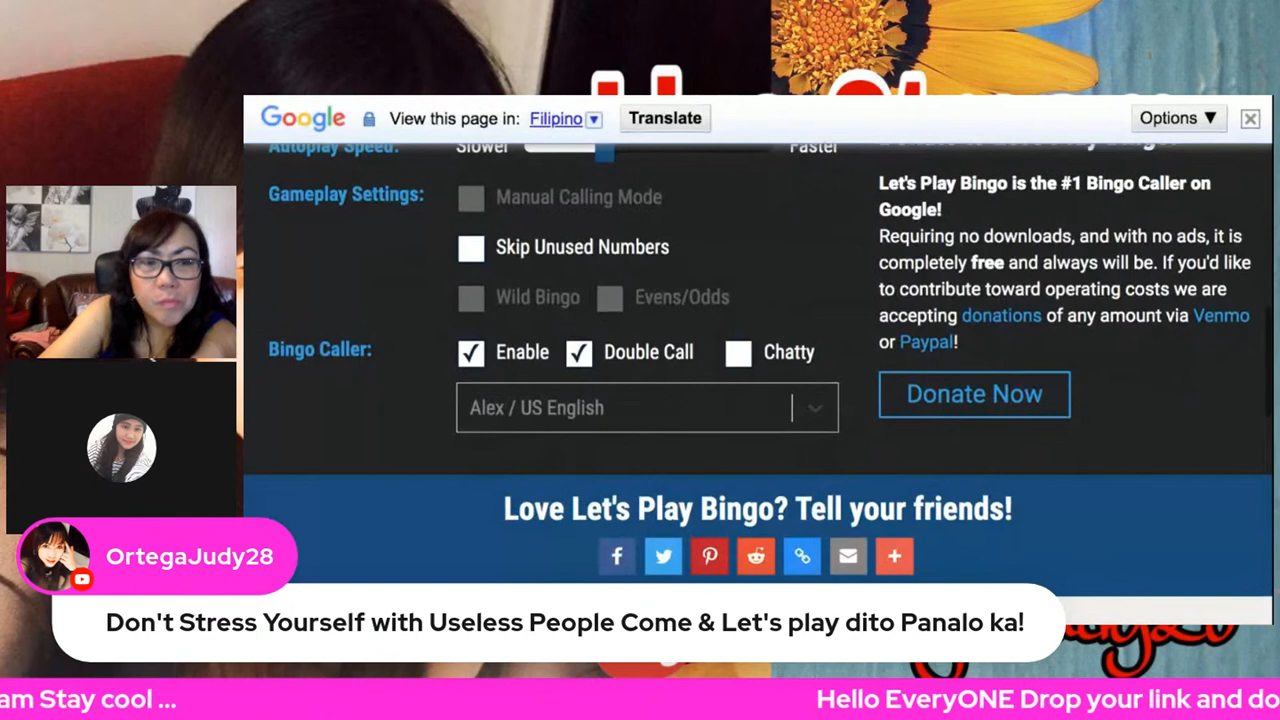 Google View this page in: Filipino Translate Options ▼
Autoplay Speed: Slower Faster
Gameplay Settings: Manual Calling Mode
Skip Unused Numbers
Wild Bingo Evens/Odds
Bingo Caller: Enable Double Call Chatty
Alex / US English
Let's Play Bingo is the #1 Bingo Caller on
Google!
Requiring no downloads, and with no ads, it is
completely free and always will be. If you'd like
to contribute toward operating costs we are
accepting donations of any amount via Venmo
or Paypal!
Donate Now
Love Let's Play Bingo? Tell your friends!
OrtegaJudy28
Don't Stress Yourself with Useless People Come & Let's play dito Panalo ka!
am Stay cool ...
Hello EveryONE Drop your link and do